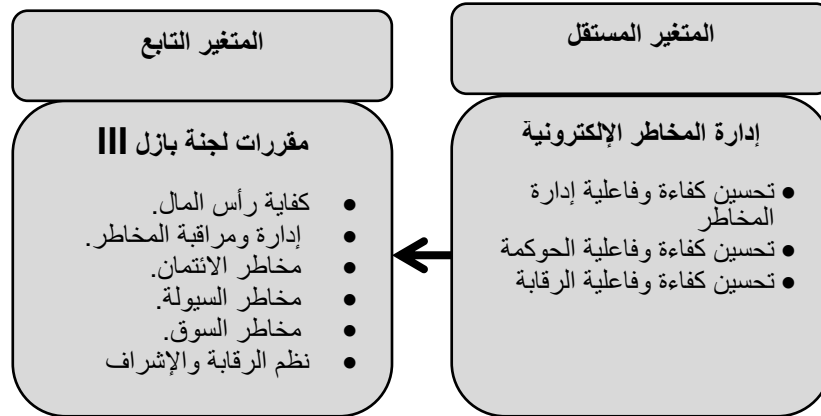 المتغير المستقل
إدارة المخاطر الإلكترونية
● تحسين كفاءة وفاعلية إدارة
المخاطر
● تحسين كفاءة وفاعلية الحوكمة
● تحسين كفاءة وفاعلية الرقابة
المتغير التابع
مقررات لجنة بازل III
● كفاية رأس المال.
● إدارة ومراقبة المخاطر.
● مخاطر الائتمان.
● مخاطر السيولة.
● مخاطر السوق.
● نظم الرقابة والإشراف